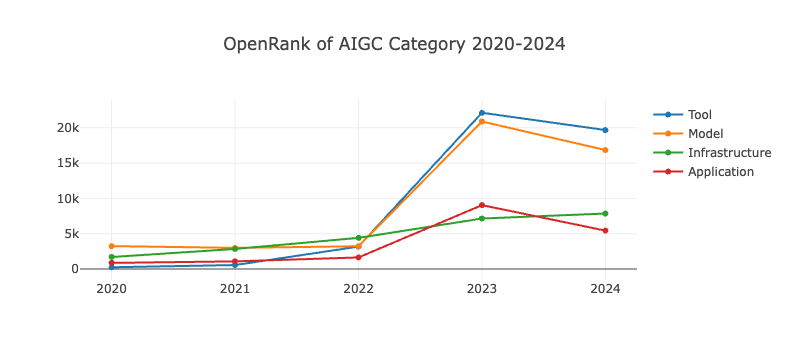 OpenRank of AIGC Category 2020-2024
20k
15k
10k
5k
0
2020 2021 2022 2023 2024
Tool
Model
Infrastructure
Application